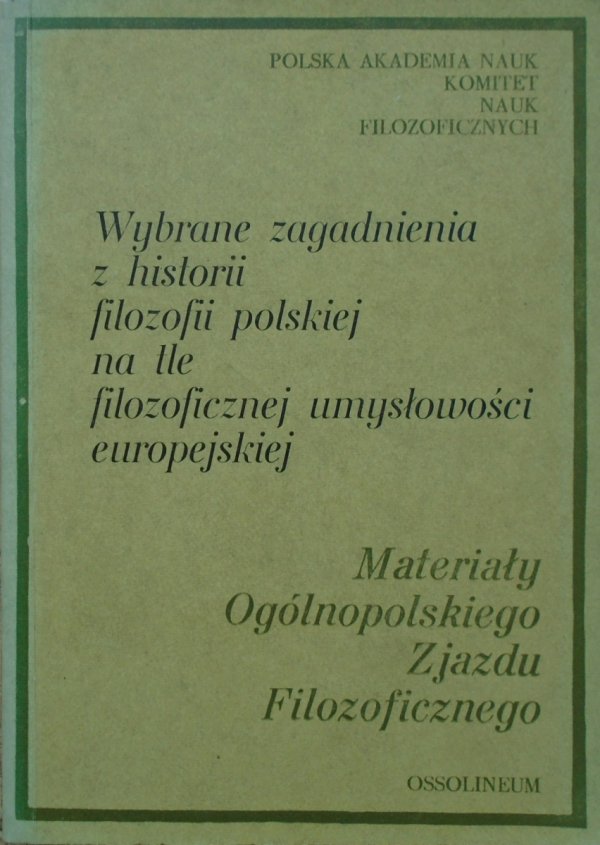 POLSKA AKADEMIA NAUK
KOMITET
NAUK
FILOZOFICZNYCH
Wybrane zagadnienia
z historii
filozofii polskiej
na tle
filozoficznej umysłowości
europejskiej
Materiały
Ogólnopolskiego
Zjazdu
Filozoficznego
OSSOLINEUM